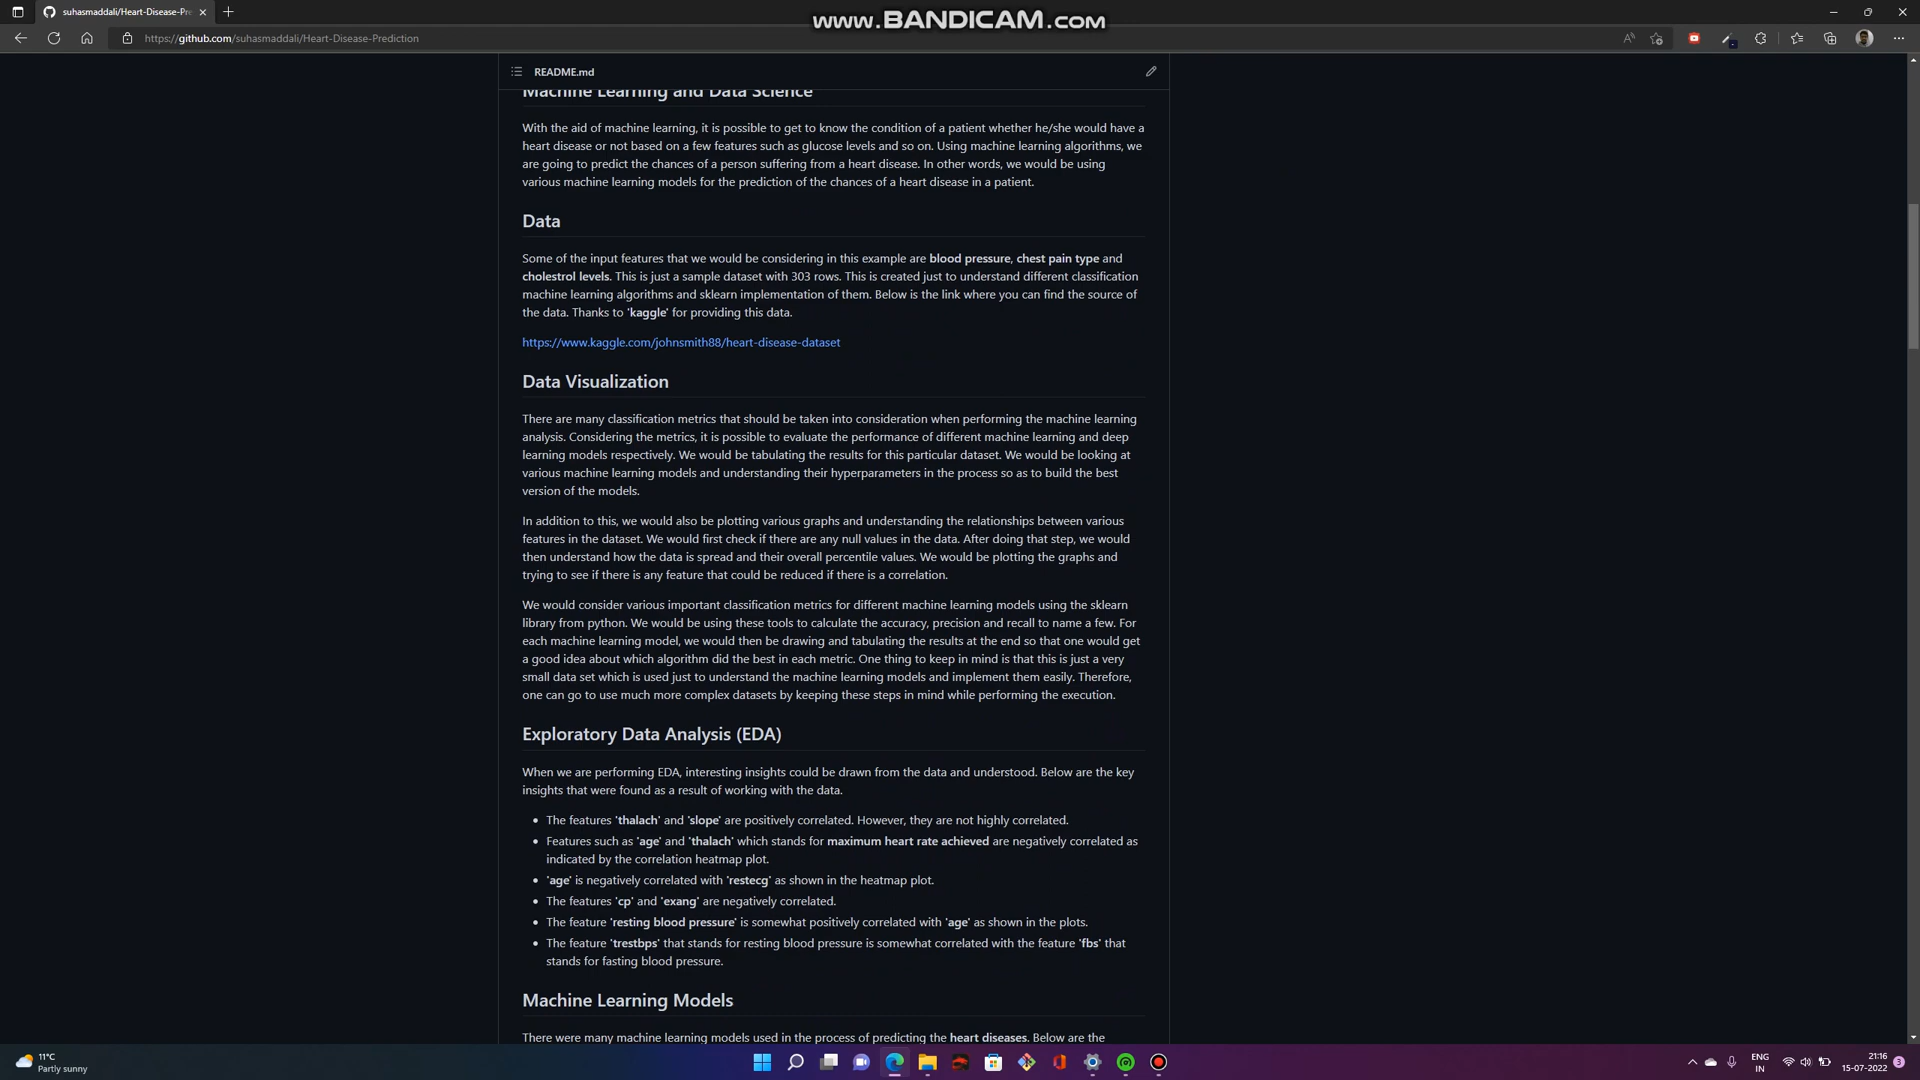 suhasmaddali/Heart-Disease-Pre
www.BANDICAM.com
https://github.com/suhasmaddali/Heart-Disease-Prediction
README.md
Machine Learning and Data Science
With the aid of machine learning, it is possible to get to know the condition of a patient whether he/she would have a
heart disease or not based on a few features such as glucose levels and so on. Using machine learning algorithms, we
are going to predict the chances of a person suffering from a heart disease. In other words, we would be using
various machine learning models for the prediction of the chances of a heart disease in a patient.
Data
Some of the input features that we would be considering in this example are blood pressure, chest pain type and
cholestrol levels. This is just a sample dataset with 303 rows. This is created just to understand different classification
machine learning algorithms and sklearn implementation of them. Below is the link where you can find the source of
the data. Thanks to 'kaggle' for providing this data.
https://www.kaggle.com/johnsmith88/heart-disease-dataset
Data Visualization
There are many classification metrics that should be taken into consideration when performing the machine learning
analysis. Considering the metrics, it is possible to evaluate the performance of different machine learning and deep
learning models respectively. We would be tabulating the results for this particular dataset. We would be looking at
various machine learning models and understanding their hyperparameters in the process so as to build the best
version of the models.
In addition to this, we would also be plotting various graphs and understanding the relationships between various
features in the dataset. We would first check if there are any null values in the data. After doing that step, we would
then understand how the data is spread and their overall percentile values. We would be plotting the graphs and
trying to see if there is any feature that could be reduced if there is a correlation.
We would consider various important classification metrics for different machine learning models using the sklearn
library from python. We would be using these tools to calculate the accuracy, precision and recall to name a few. For
each machine learning model, we would then be drawing and tabulating the results at the end so that one would get
a good idea about which algorithm did the best in each metric. One thing to keep in mind is that this is just a very
small data set which is used just to understand the machine learning models and implement them easily. Therefore,
one can go to use much more complex datasets by keeping these steps in mind while performing the execution.
Exploratory Data Analysis (EDA)
When we are performing EDA, interesting insights could be drawn from the data and understood. Below are the key
insights that were found as a result of working with the data.
• The features 'thalach' and 'slope' are positively correlated. However, they are not highly correlated.
• Features such as 'age' and 'thalach' which stands for maximum heart rate achieved are negatively correlated as
indicated by the correlation heatmap plot.
• 'age' is negatively correlated with 'restecg' as shown in the heatmap plot.
• The features 'cp' and 'exang' are negatively correlated.
• The feature 'resting blood pressure' is somewhat positively correlated with 'age' as shown in the plots.
• The feature 'trestbps' that stands for resting blood pressure is somewhat correlated with the feature 'fbs' that
stands for fasting blood pressure.
Machine Learning Models
There were many machine learning models used in the process of predicting the heart diseases. Below are the
11°C
Partly sunny
ENG
IN
21:16
15-07-2022
3